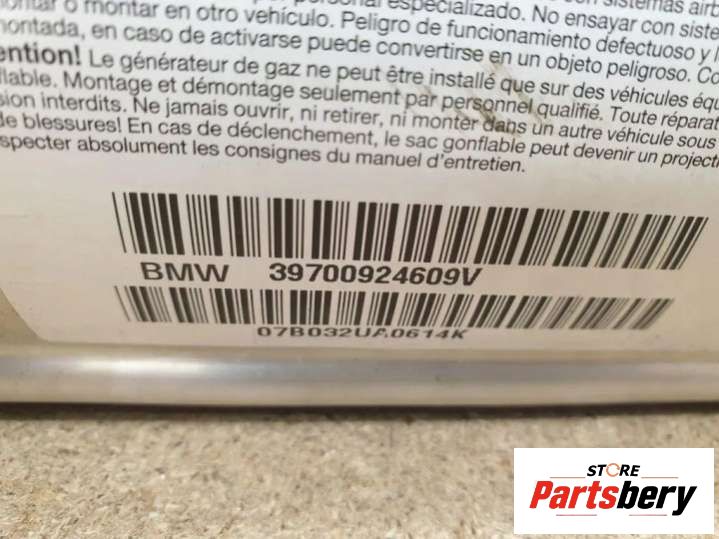 personal especializado. No ensayar con sistemas airb
montar o montar en otro vehículo. Peligro de funcionamiento defectuoso y l
montada, en caso de activarse puede convertirse en un objeto peligroso. Co
Attention! Le générateur de gaz ne peut être installé que sur des véhicules équ
gonflable. Montage et démontage seulement par personnel qualifié. Toute réparat
sion interdits. Ne jamais ouvrir, ni retirer, ni monter dans un autre véhicule sous
de blessures! En cas de déclenchement, le sac gonflable peut devenir un projecti
specter absolument les consignes du manuel d'entretien.
BMW 39700924609V
07B032UA0614K
STORE
Partsbery